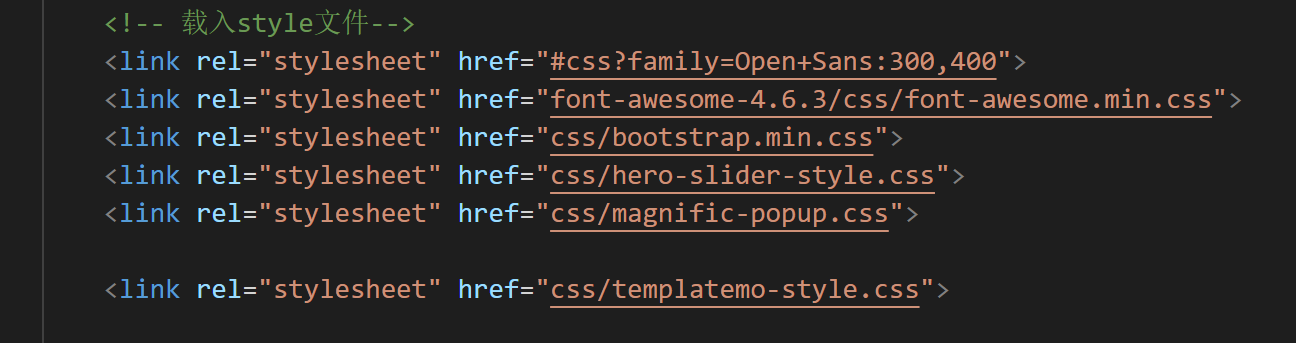 <!-- 载入style文件-->
<link rel="stylesheet" href="#css?family=Open+Sans:300,400">
<link rel="stylesheet" href="font-awesome-4.6.3/css/font-awesome.min.css">
<link rel="stylesheet" href="css/bootstrap.min.css">
<link rel="stylesheet" href="css/hero-slider-style.css">
<link rel="stylesheet" href="css/magnific-popup.css">
<link rel="stylesheet" href="css/templatemo-style.css">